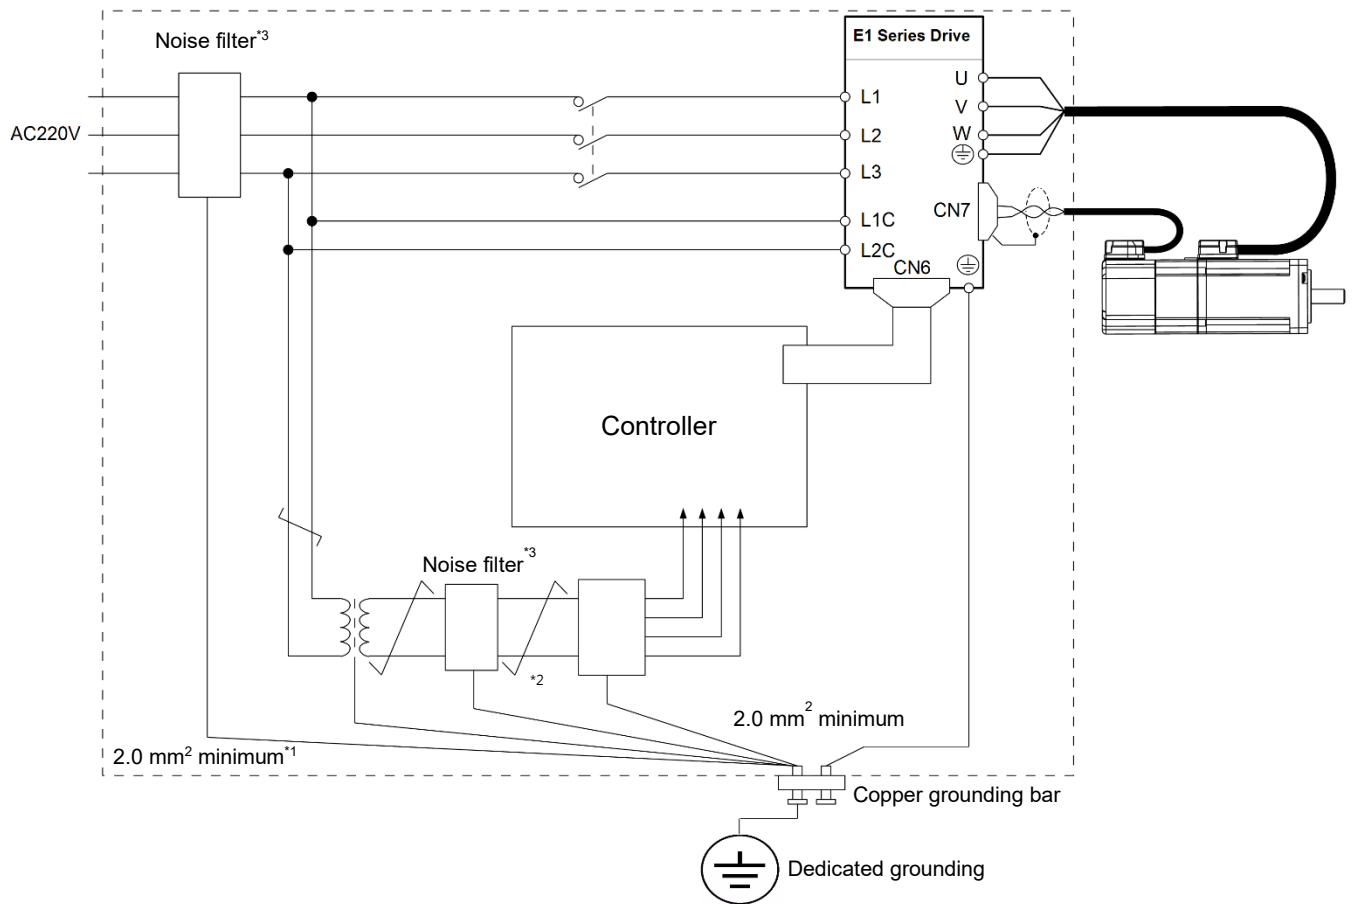 Noise filter*3
E1 Series Drive
AC220V
L1
L2
L3
L1C
L2C
U
V
W
CN7
CN6
Controller
Noise filter*3
*2
2.0 mm2 minimum
2.0 mm2 minimum*1
Copper grounding bar
Dedicated grounding